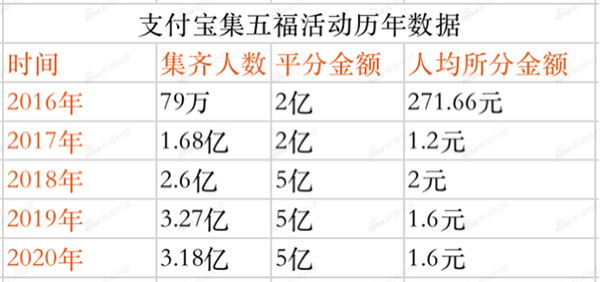 支付宝集五福活动历年数据
时间 集齐人数 平分金额 人均所分金额
2016年 79万 2亿 271.66元
2017年 1.68亿 2亿 1.2元
2018年 2.6亿 5亿 2元
2019年 3.27亿 5亿 1.6元
2020年 3.18亿 5亿 1.6元